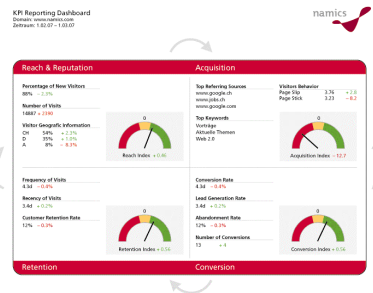 KPI Reporting Dashboard
Domain: www.namics.com
Zeitraum: 1.02.07 – 1.03.07
namics
Reach & Reputation
Percentage of New Visitors
88% – 2.3%
Number of Visits
14887 + 2390
Visitor Geografic Information
CH 54% + 2.3%
D 35% + 1.0%
A 8% – 8.3%
0
Reach Index + 0.46
Acquisition
Top Referring Sources
www.google.ch
www.jobs.ch
www.google.com
Top Keywords
Vorträge
Aktuelle Themen
Web 2.0
Visitors Behavior
Page Slip 3.76 + 2.8
Page Stick 3.23 – 8.2
0
Acquisition Index – 12.7
Frequency of Visits
4.3d – 0.4%
Recency of Visits
3.4d + 0.2%
Customer Retention Rate
12% – 0.3%
0
Retention Index + 0.56
Retention
Conversion Rate
4.3d – 0.4%
Lead Generation Rate
3.4d + 0.2%
Abandonment Rate
12% – 0.3%
Number of Conversions
13 + 4
0
Conversion Index + 0.56
Conversion